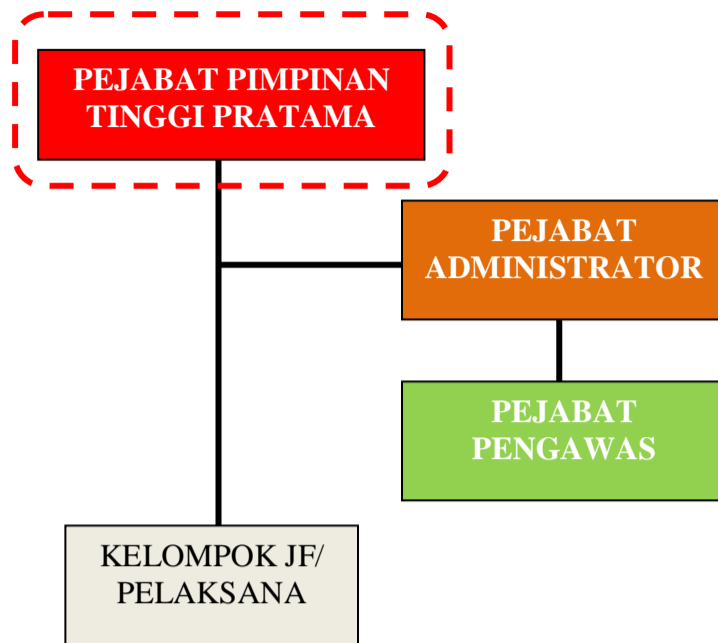 PEJABAT PIMPINAN
TINGGI PRATAMA
PEJABAT
ADMINISTRATOR
PEJABAT
PENGAWAS
KELOMPOK JF/
PELAKSANA